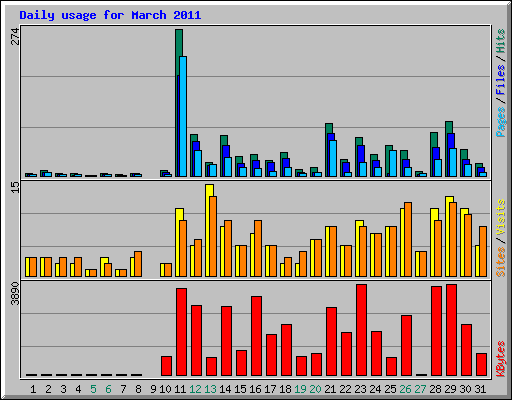 Daily usage for March 2011
274
Pages / Files / Hits
15
Sites / Visits
3890
KBytes
1 2 3 4 5 6 7 8 9 10 11 12 13 14 15 16 17 18 19 20 21 22 23 24 25 26 27 28 29 30 31